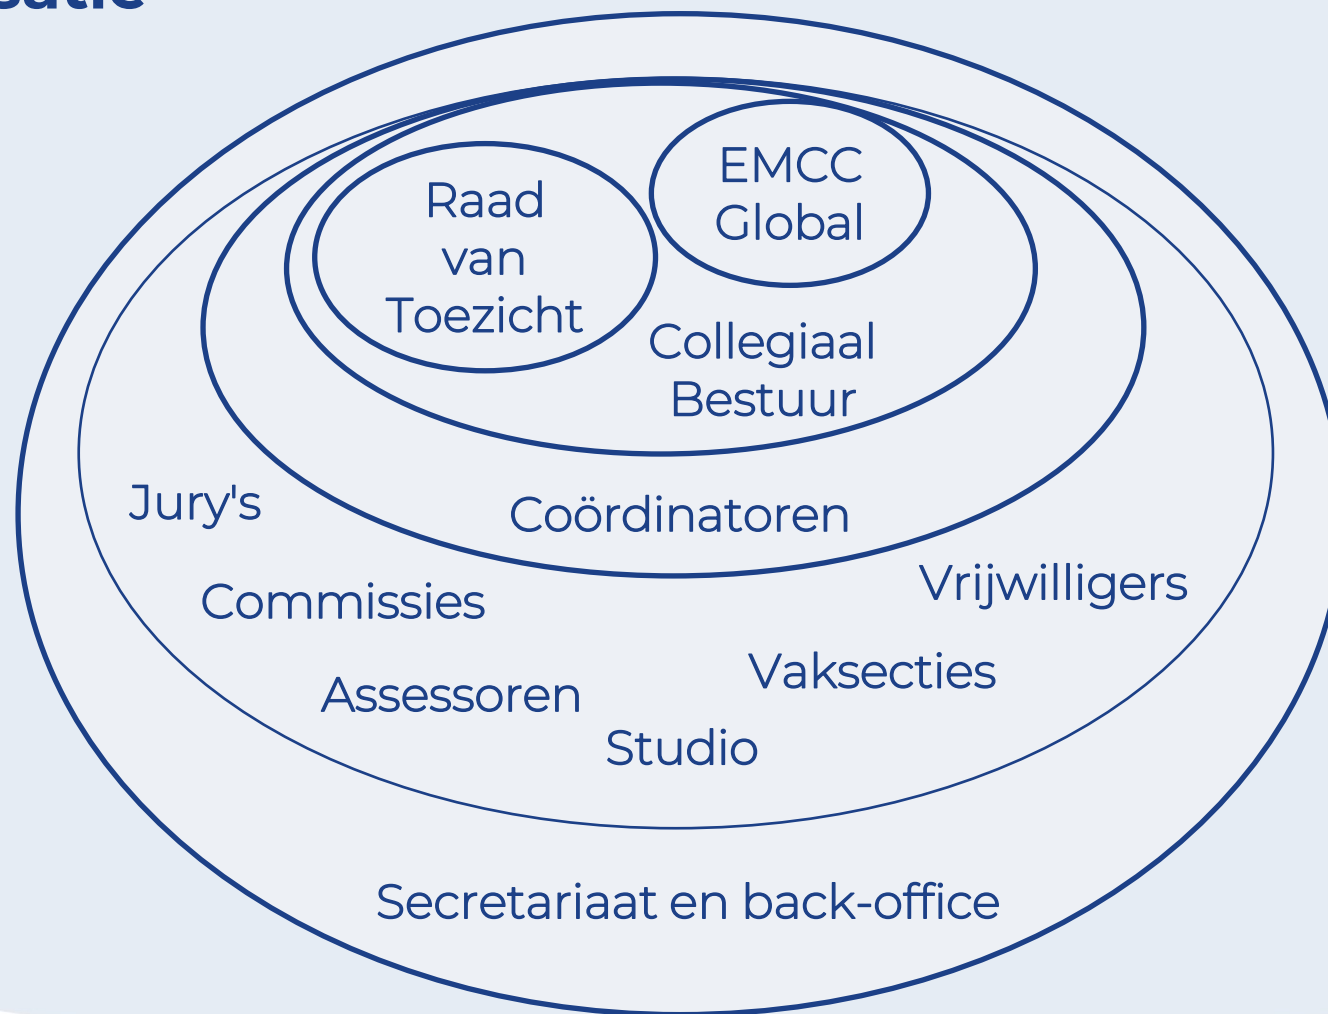 EMCC
Global
Raad
van
Toezicht
Collegiaal
Bestuur
Jury's
Coördinatoren
Vrijwilligers
Commissies
Vaksecties
Assessoren
Studio
Secretariaat en back-office